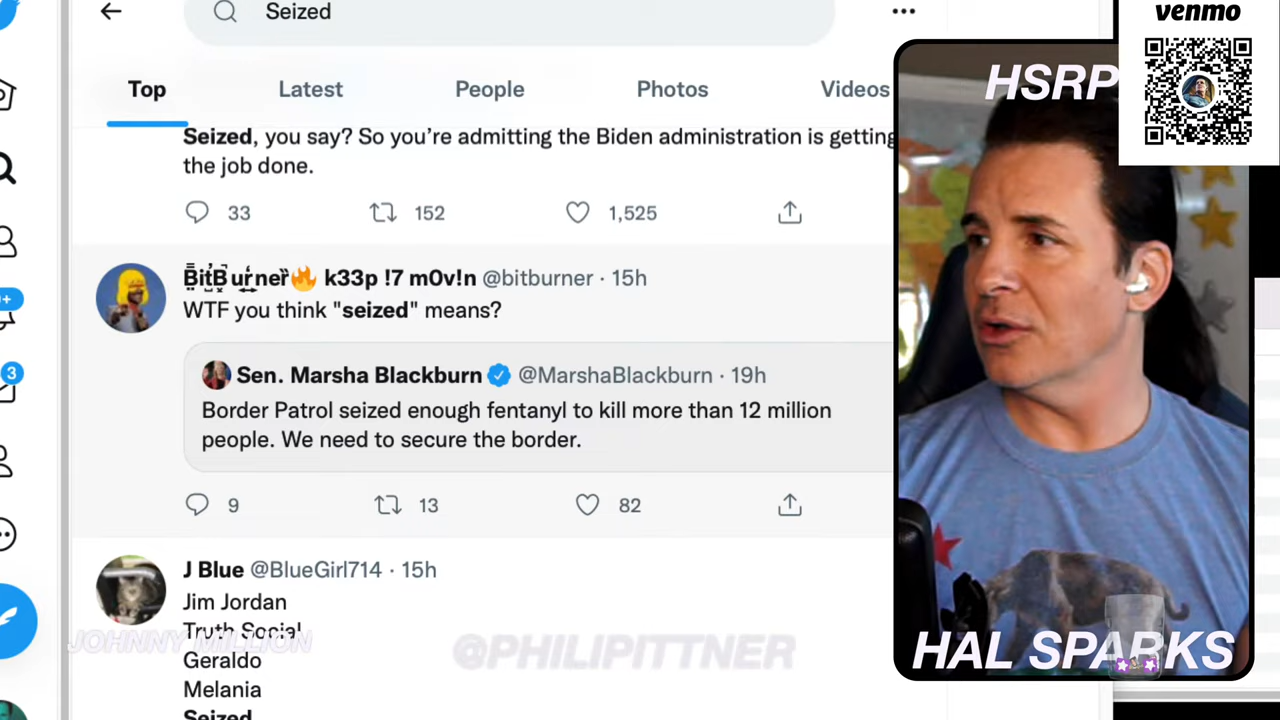 Seized
venmo
Top
Latest
People
Photos
Videos
HSRP
Seized, you say? So you're admitting the Biden administration is getting
the job done.
33
152
1,525
BitBurner🔥 k33p !7 m0v!n @bitburner · 15h
WTF you think "seized" means?
Sen. Marsha Blackburn @MarshaBlackburn · 19h
Border Patrol seized enough fentanyl to kill more than 12 million
people. We need to secure the border.
3
9
13
82
J Blue @BlueGirl714 · 15h
Jim Jordan
Truth Social
JOHNNY MILLION
@PHILIPITTNER
HAL SPARKS
Geraldo
Melania
Seized